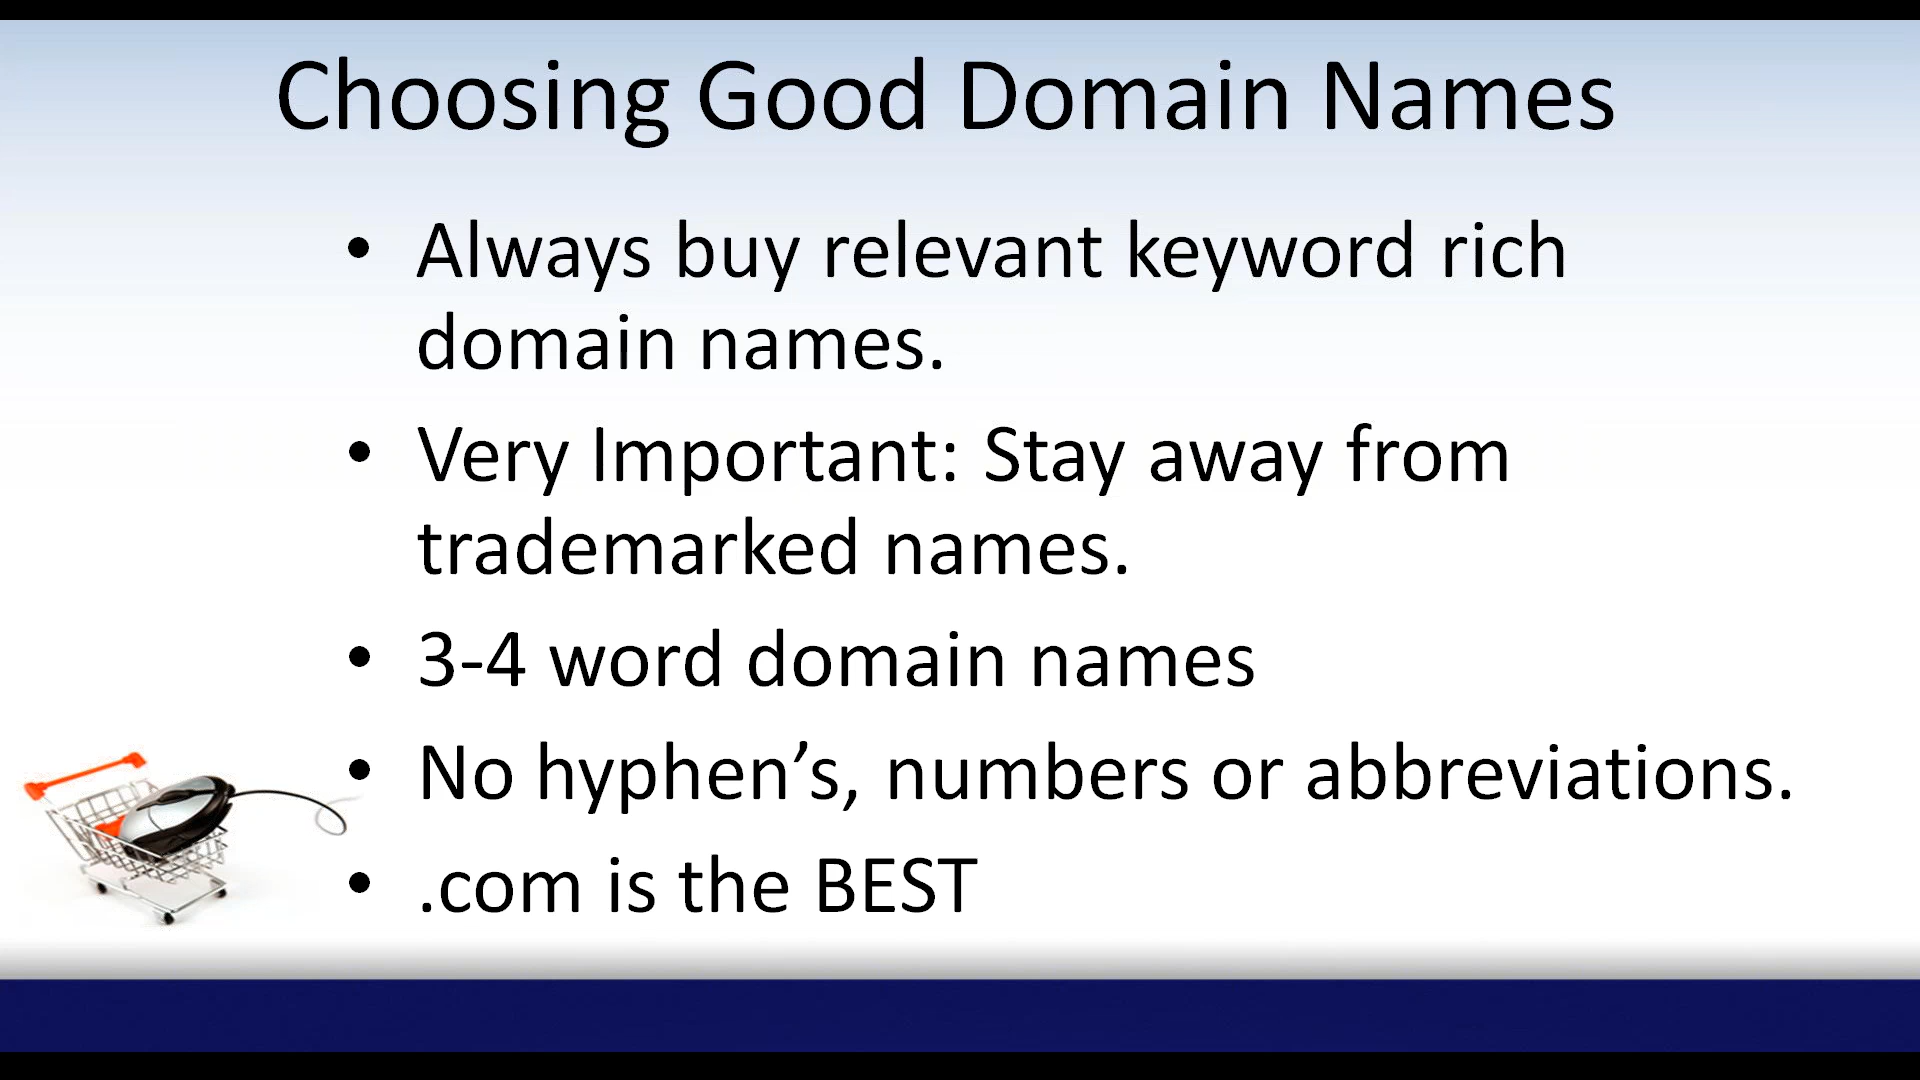 Choosing Good Domain Names
• Always buy relevant keyword rich
domain names.
• Very Important: Stay away from
trademarked names.
• 3-4 word domain names
• No hyphen’s, numbers or abbreviations.
• .com is the BEST